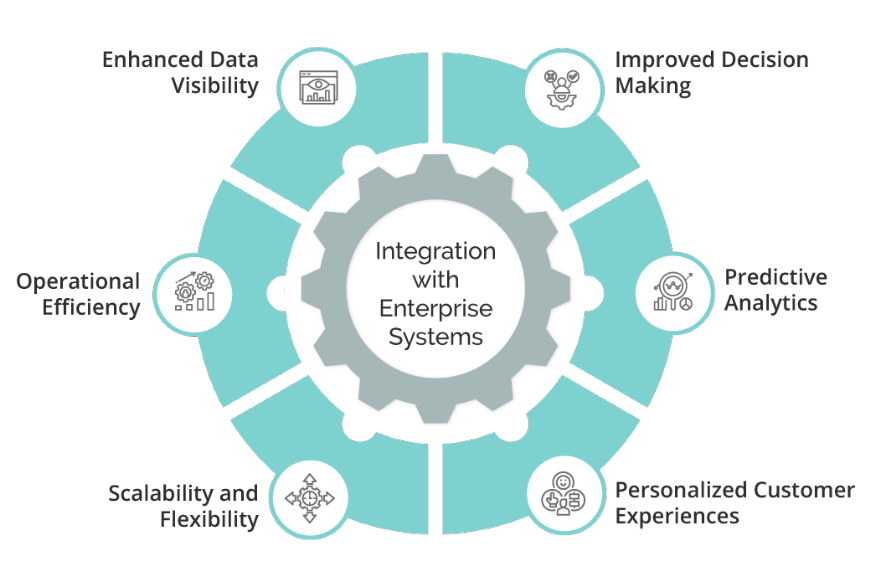 Enhanced Data
Visibility
Improved Decision
Making
Operational
Efficiency
Integration
with
Enterprise
Systems
Predictive
Analytics
Scalability and
Flexibility
Personalized Customer
Experiences